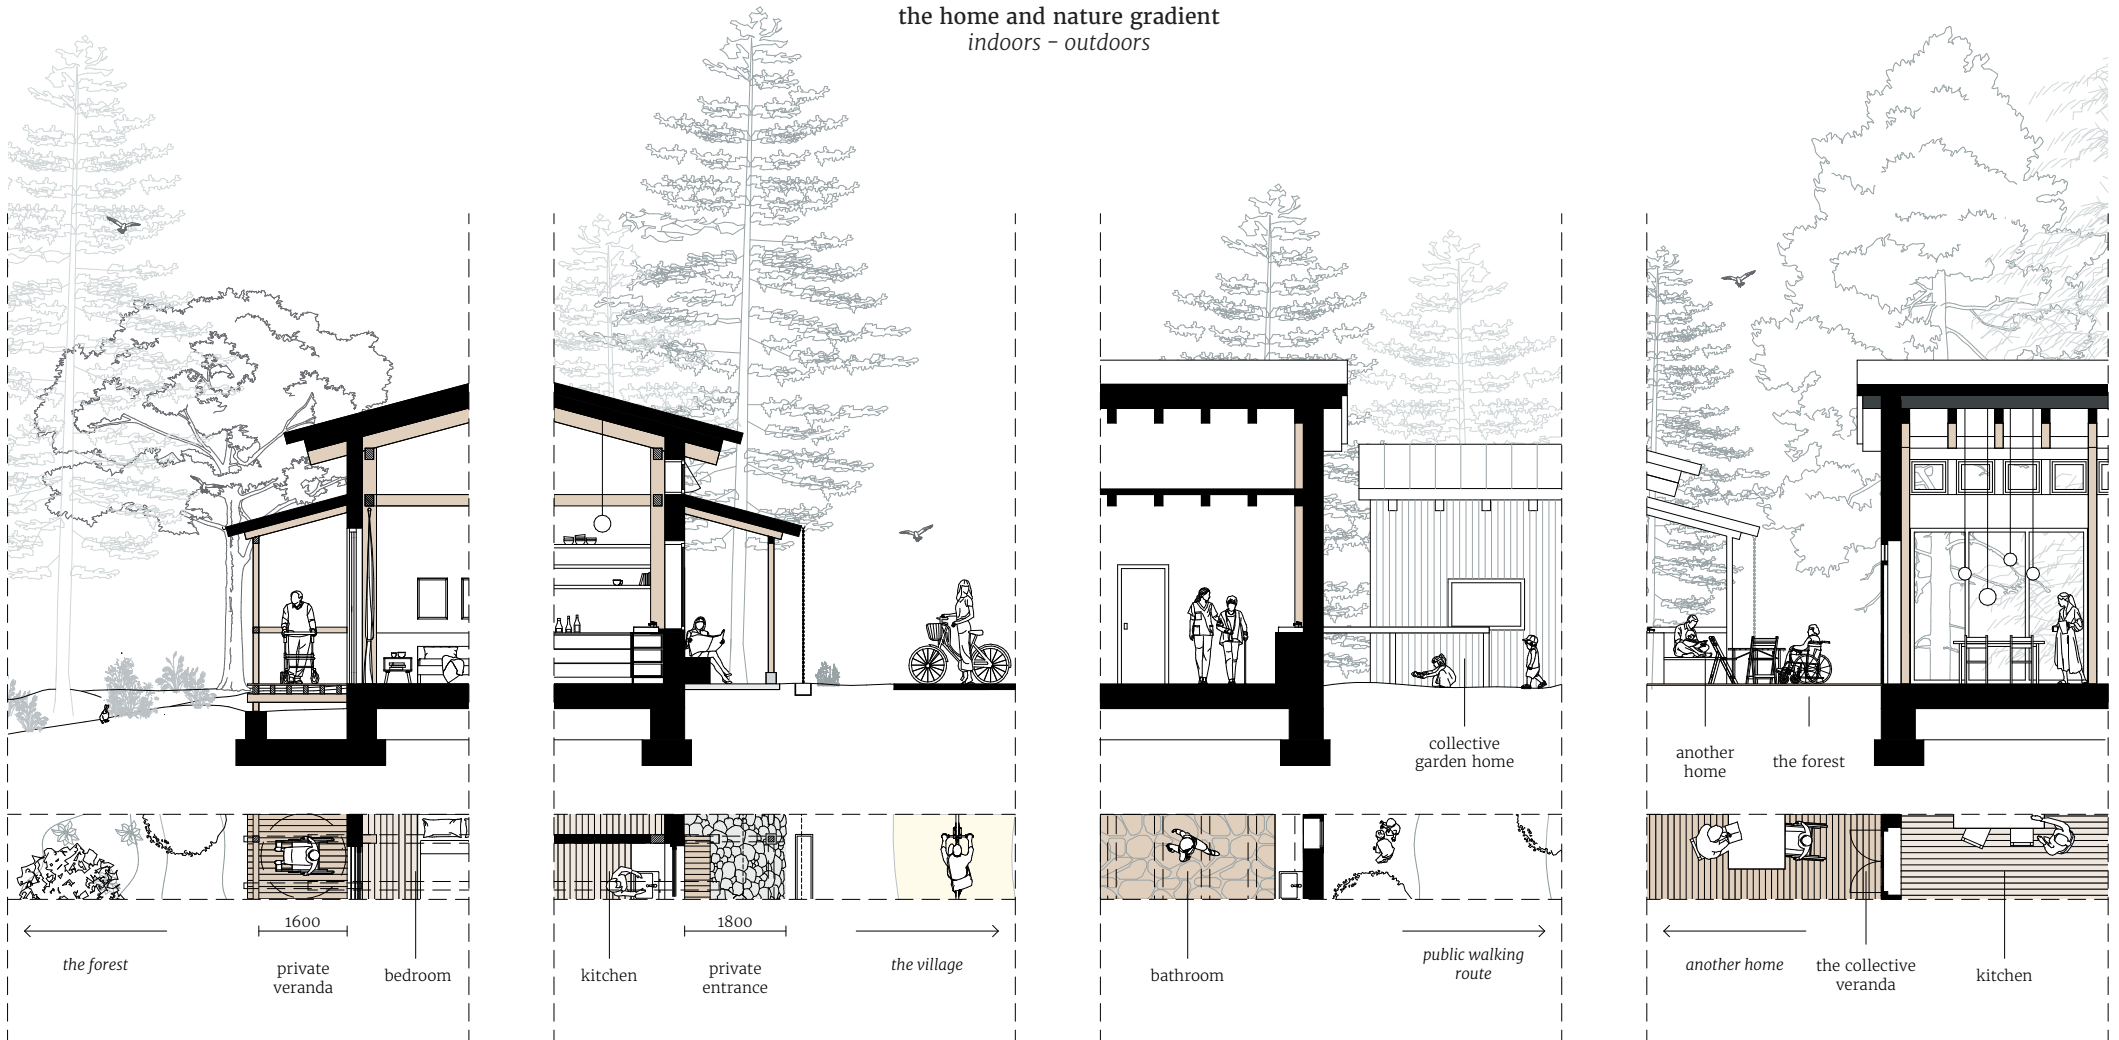 the home and nature gradient
indoors – outdoors
collective
garden home
another
home
the forest
1600
1800
the forest
private
veranda
bedroom
kitchen
private
entrance
the village
bathroom
public walking
route
another home
the collective
veranda
kitchen